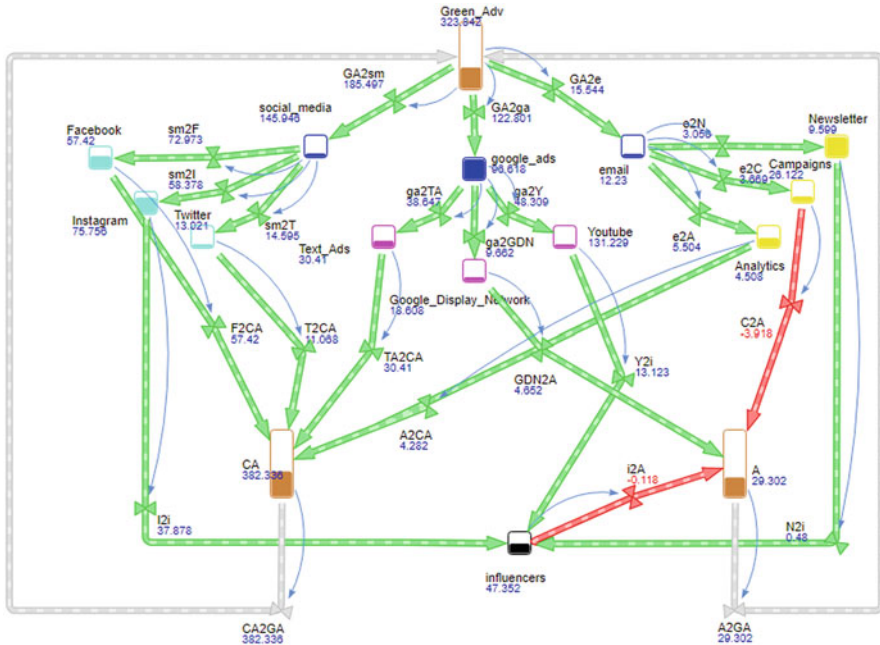 Green_Adv
323.842
GA2sm
185.497
GA2ga
122.801
GA2e
15.544
social_media
145.946
Facebook
57.42
sm2F
72.973
sm2I
58.378
google_ads
96.618
email
12.23
e2N
3.056
Newsletter
9.599
e2C
3.669
Campaigns
26.122
Instagram
75.756
Twitter
13.021
sm2T
14.595
Text_Ads
30.41
ga2TA
38.647
ga2Y
48.309
ga2GDN
9.662
Youtube
131.229
e2A
5.504
Analytics
4.508
Google_Display_Network
18.608
F2CA
57.42
T2CA
11.068
TA2CA
30.41
GDN2A
4.652
Y2i
13.123
C2A
-3.918
A2CA
4.282
CA
382.336
i2A
-0.118
A
29.302
I2i
37.878
N2i
0.48
influencers
47.352
CA2GA
382.336
A2GA
29.302